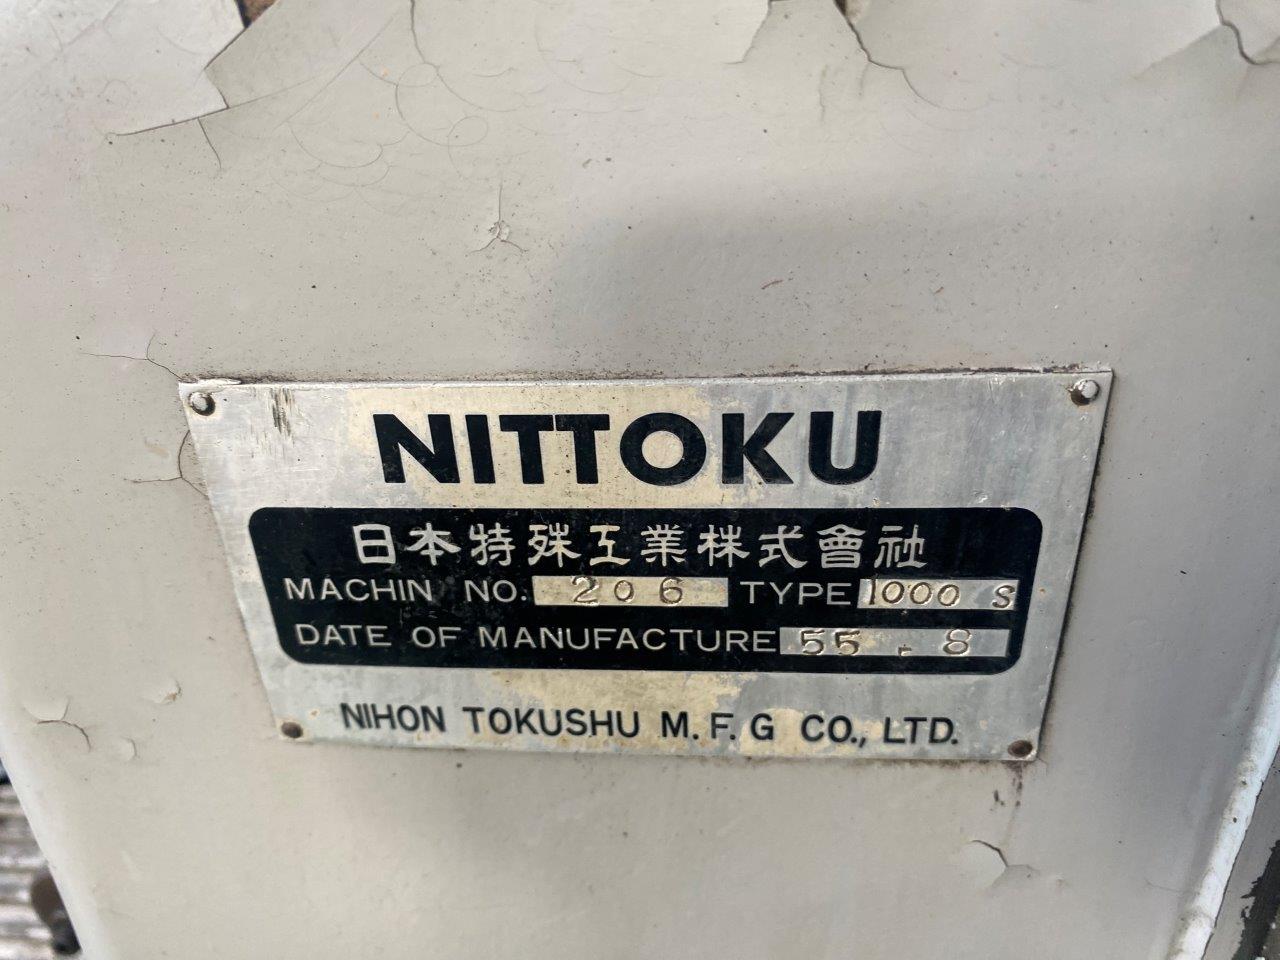 NITTOKU
日本特殊工業株式會社
MACHIN NO. 206 TYPE 1000 S
DATE OF MANUFACTURE 55 - 8
NIHON TOKUSHU M.F.G CO., LTD.